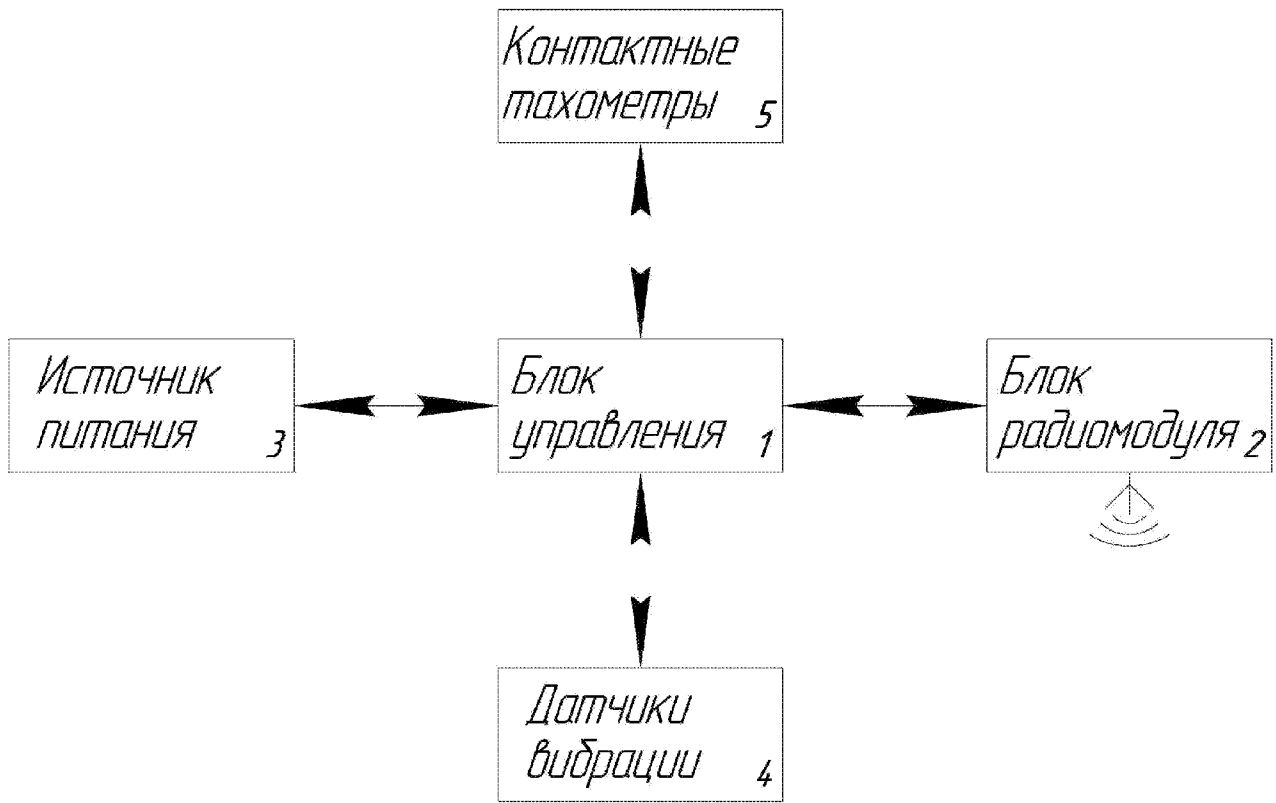 Контактные
тахометры 5
Источник
питания 3
Блок
управления 1
Блок
радиомодуля 2
Датчики
вибрации 4